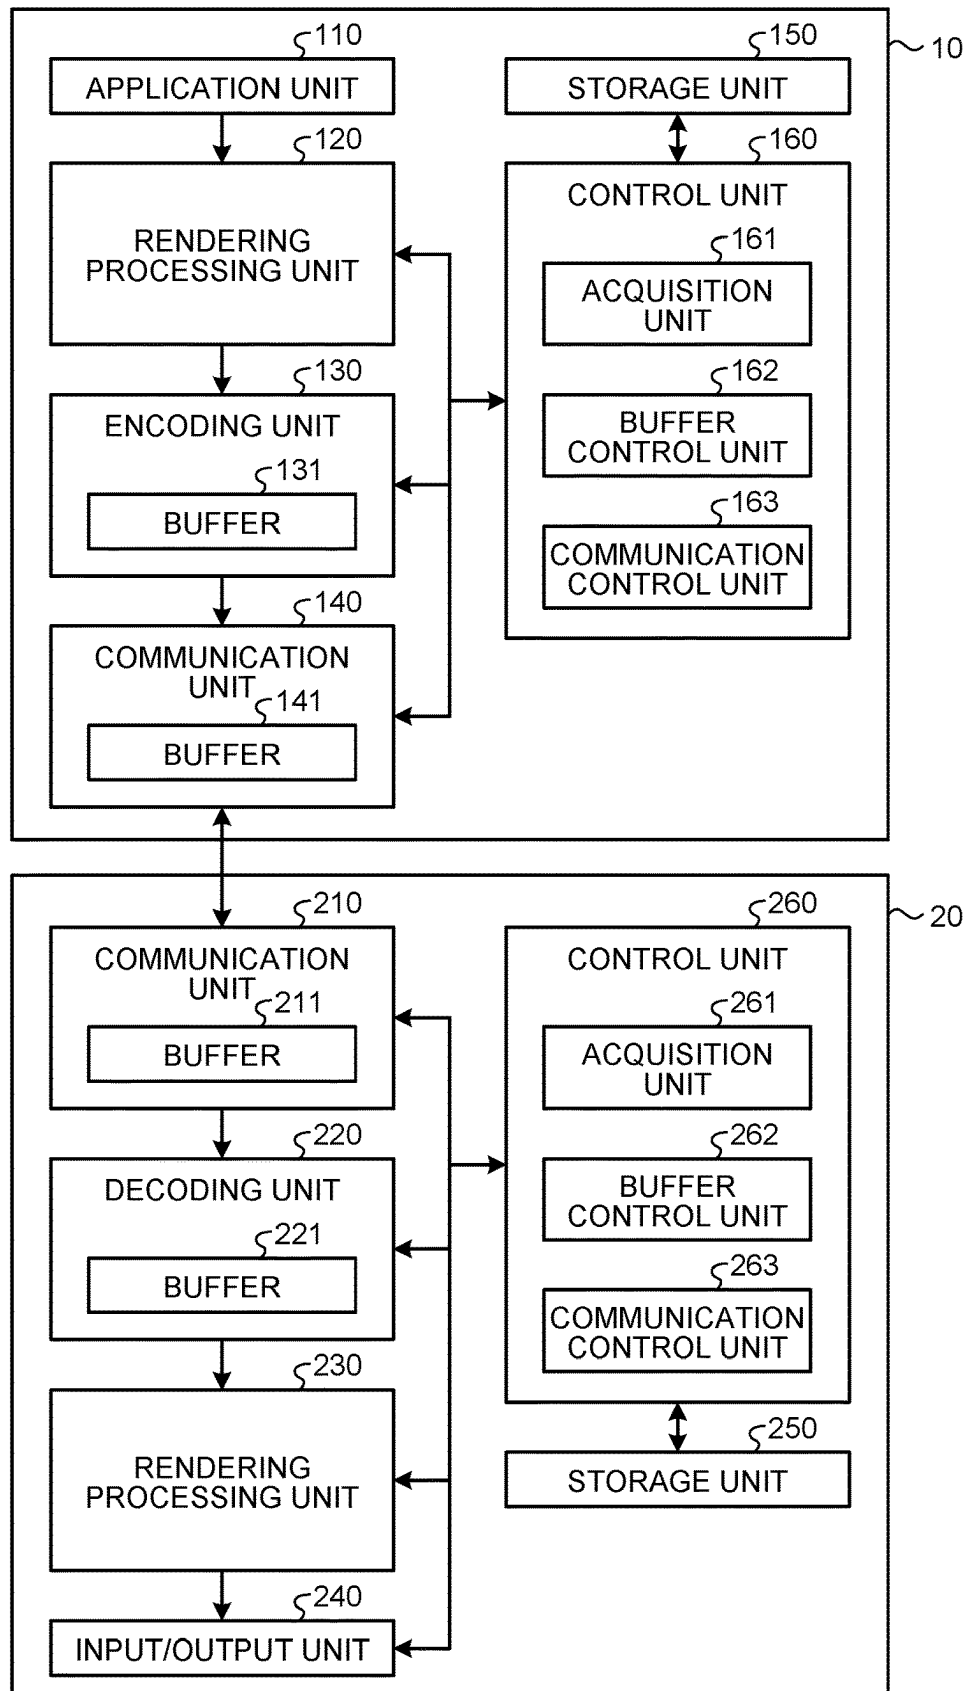 10
110
APPLICATION UNIT
120
RENDERING
PROCESSING UNIT
130
ENCODING UNIT
131
BUFFER
140
COMMUNICATION
UNIT
141
BUFFER
150
STORAGE UNIT
160
CONTROL UNIT
161
ACQUISITION
UNIT
162
BUFFER
CONTROL UNIT
163
COMMUNICATION
CONTROL UNIT
20
210
COMMUNICATION
UNIT
211
BUFFER
220
DECODING UNIT
221
BUFFER
230
RENDERING
PROCESSING UNIT
240
INPUT/OUTPUT UNIT
260
CONTROL UNIT
261
ACQUISITION
UNIT
262
BUFFER
CONTROL UNIT
263
COMMUNICATION
CONTROL UNIT
250
STORAGE UNIT